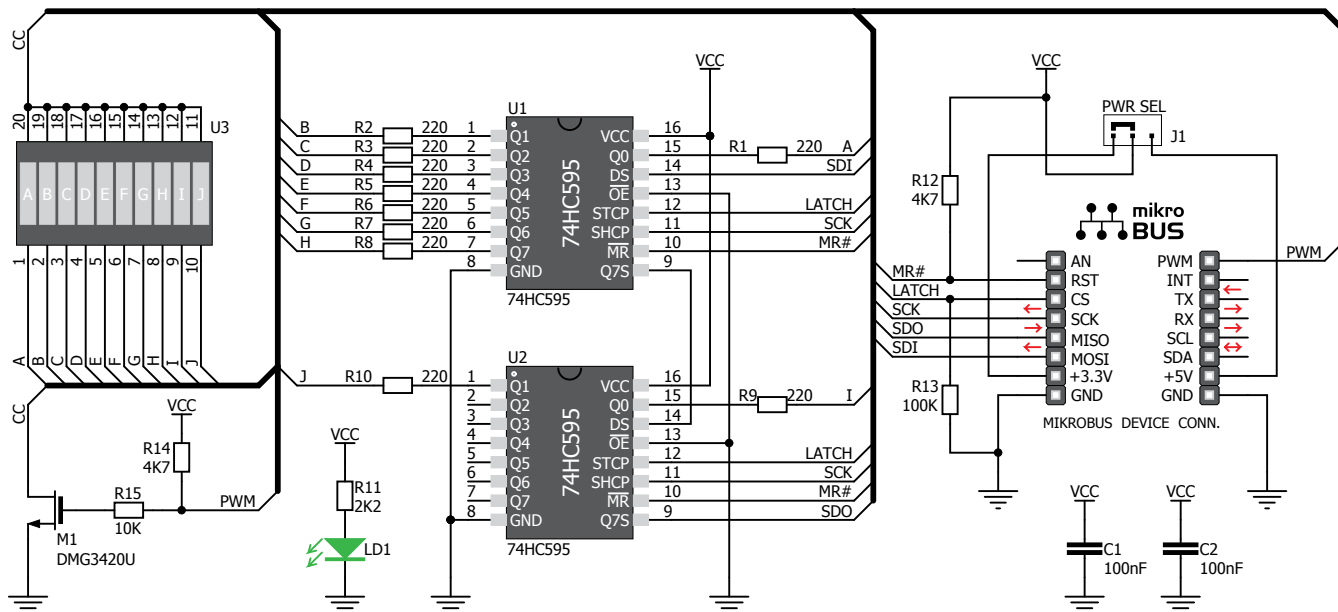 CC
20
19
18
17
16
15
14
13
12
11
U3
A B C D E F G H I J
1
2
3
4
5
6
7
8
9
10
A
B
C
D
E
F
G
H
I
J
CC
VCC
R14
4K7
R15
10K
PWM
M1
DMG3420U
VCC
R11
2K2
LD1
B R2 220 1
C R3 220 2
D R4 220 3
E R5 220 4
F R6 220 5
G R7 220 6
H R8 220 7
8
U1
Q1 VCC
Q2 Q0
Q3 DS
Q4 OE
Q5 STCP
Q6 SHCP
Q7 MR
GND Q7S
74HC595
74HC595
VCC
16
15 R1 220 A
14 SDI
13
12 LATCH
11 SCK
10 MR#
9
J R10 220 1
2
3
4
5
6
7
8
U2
Q1 VCC
Q2 Q0
Q3 DS
Q4 OE
Q5 STCP
Q6 SHCP
Q7 MR
GND Q7S
74HC595
74HC595
16
15 R9 220 I
14
13
12 LATCH
11 SCK
10 MR#
9 SDO
VCC
PWR SEL
J1
R12
4K7
mikro
BUS
MR#
LATCH
SCK
SDO
SDI
AN PWM PWM
RST INT
CS TX
SCK RX
MISO SCL
MOSI SDA
+3.3V +5V
GND GND
R13
100K
MIKROBUS DEVICE CONN.
VCC
C1
100nF
VCC
C2
100nF